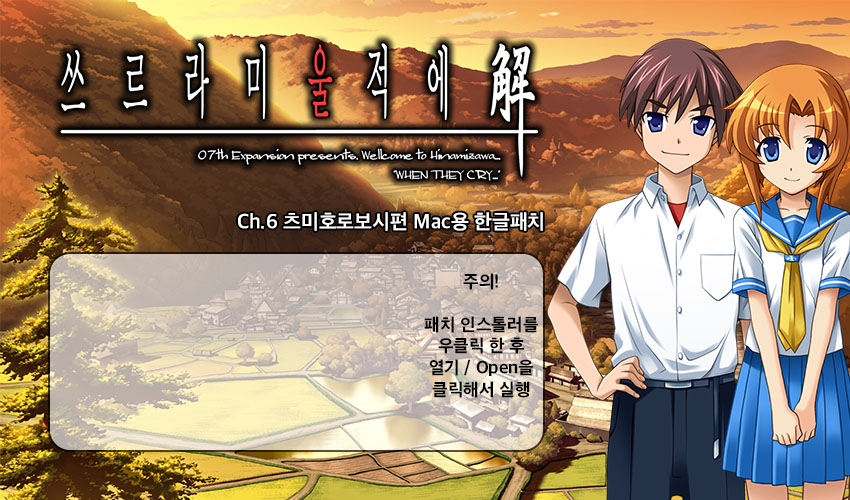 쓰르라미 울 적에 解
07th Expansion presents. Wellcome to Hinamizawa...
"WHEN THEY CRY..."
Ch.6 츠미호로보시편 Mac용 한글패치
주의!
패치 인스톨러를
우클릭 한 후
열기 / Open을
클릭해서 실행